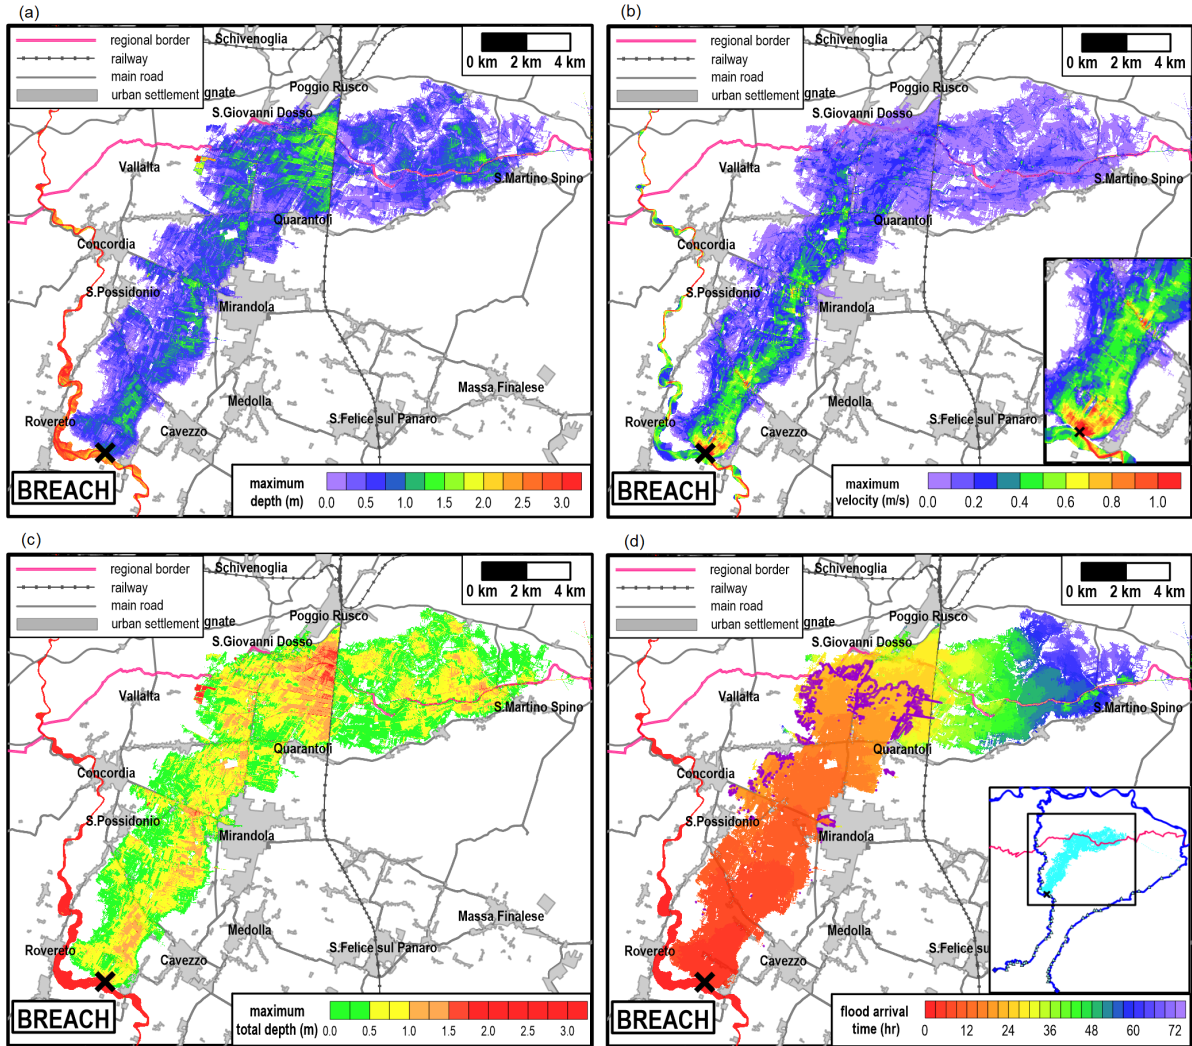 (a)
regional border
railway
main road
urban settlement
gnate
Schivenoglia
0 km 2 km 4 km
Poggio Rusco
S.Giovanni Dosso
Vallalta
S.Martino Spino
Quarantoli
Concordia
S.Possidonio
Mirandola
Massa Finalese
Medolla
Rovereto
S.Felice sul Panaro
Cavezzo
BREACH
maximum
depth (m)
0.0 0.5 1.0 1.5 2.0 2.5 3.0
(b)
regional border
railway
main road
urban settlement
gnate
Schivenoglia
0 km 2 km 4 km
Poggio Rusco
S.Giovanni Dosso
Vallalta
S.Martino Spino
Quarantoli
Concordia
S.Possidonio
Mirandola
Medolla
Rovereto
S.Felice sul Panaro
Cavezzo
BREACH
maximum
velocity (m/s)
0.0 0.2 0.4 0.6 0.8 1.0
(c)
regional border
railway
main road
urban settlement
gnate
Schivenoglia
0 km 2 km 4 km
Poggio Rusco
S.Giovanni Dosso
Vallalta
S.Martino Spino
Quarantoli
Concordia
S.Possidonio
Mirandola
Massa Finalese
Medolla
Rovereto
S.Felice sul Panaro
Cavezzo
BREACH
maximum
total depth (m)
0.0 0.5 1.0 1.5 2.0 2.5 3.0
(d)
regional border
railway
main road
urban settlement
gnate
Schivenoglia
0 km 2 km 4 km
Poggio Rusco
S.Giovanni Dosso
Vallalta
S.Martino Spino
Quarantoli
Concordia
S.Possidonio
Mirandola
Medolla
Rovereto
S.Felice su
Cavezzo
BREACH
flood arrival
time (hr)
0 12 24 36 48 60 72